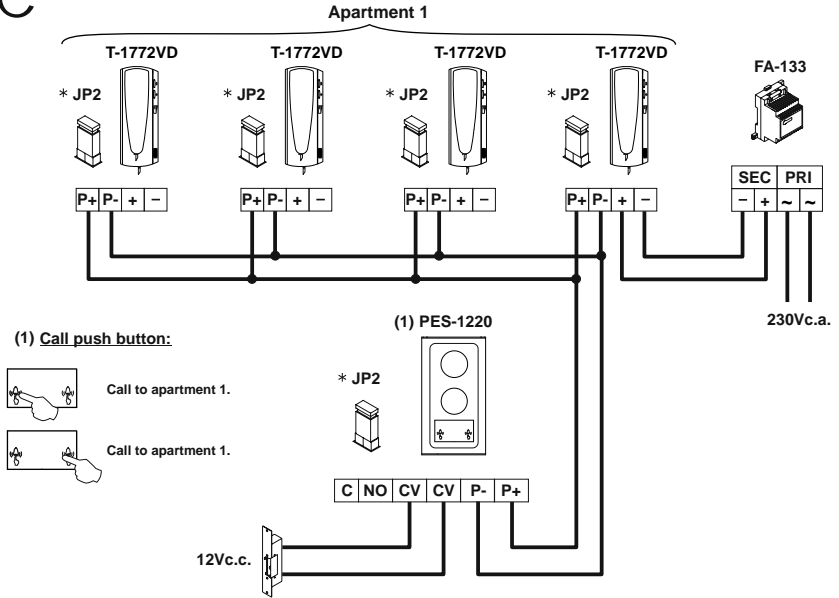 C
Apartment 1
T-1772VD T-1772VD T-1772VD T-1772VD
FA-133
* JP2 * JP2 * JP2 * JP2
SEC PRI
P+ P- + – P+ P- + – P+ P- + – P+ P- + – – + ~ ~
230Vc.a.
(1) Call push button:
(1) PES-1220
* JP2
Call to apartment 1.
Call to apartment 1.
C NO CV CV P- P+
12Vc.c.